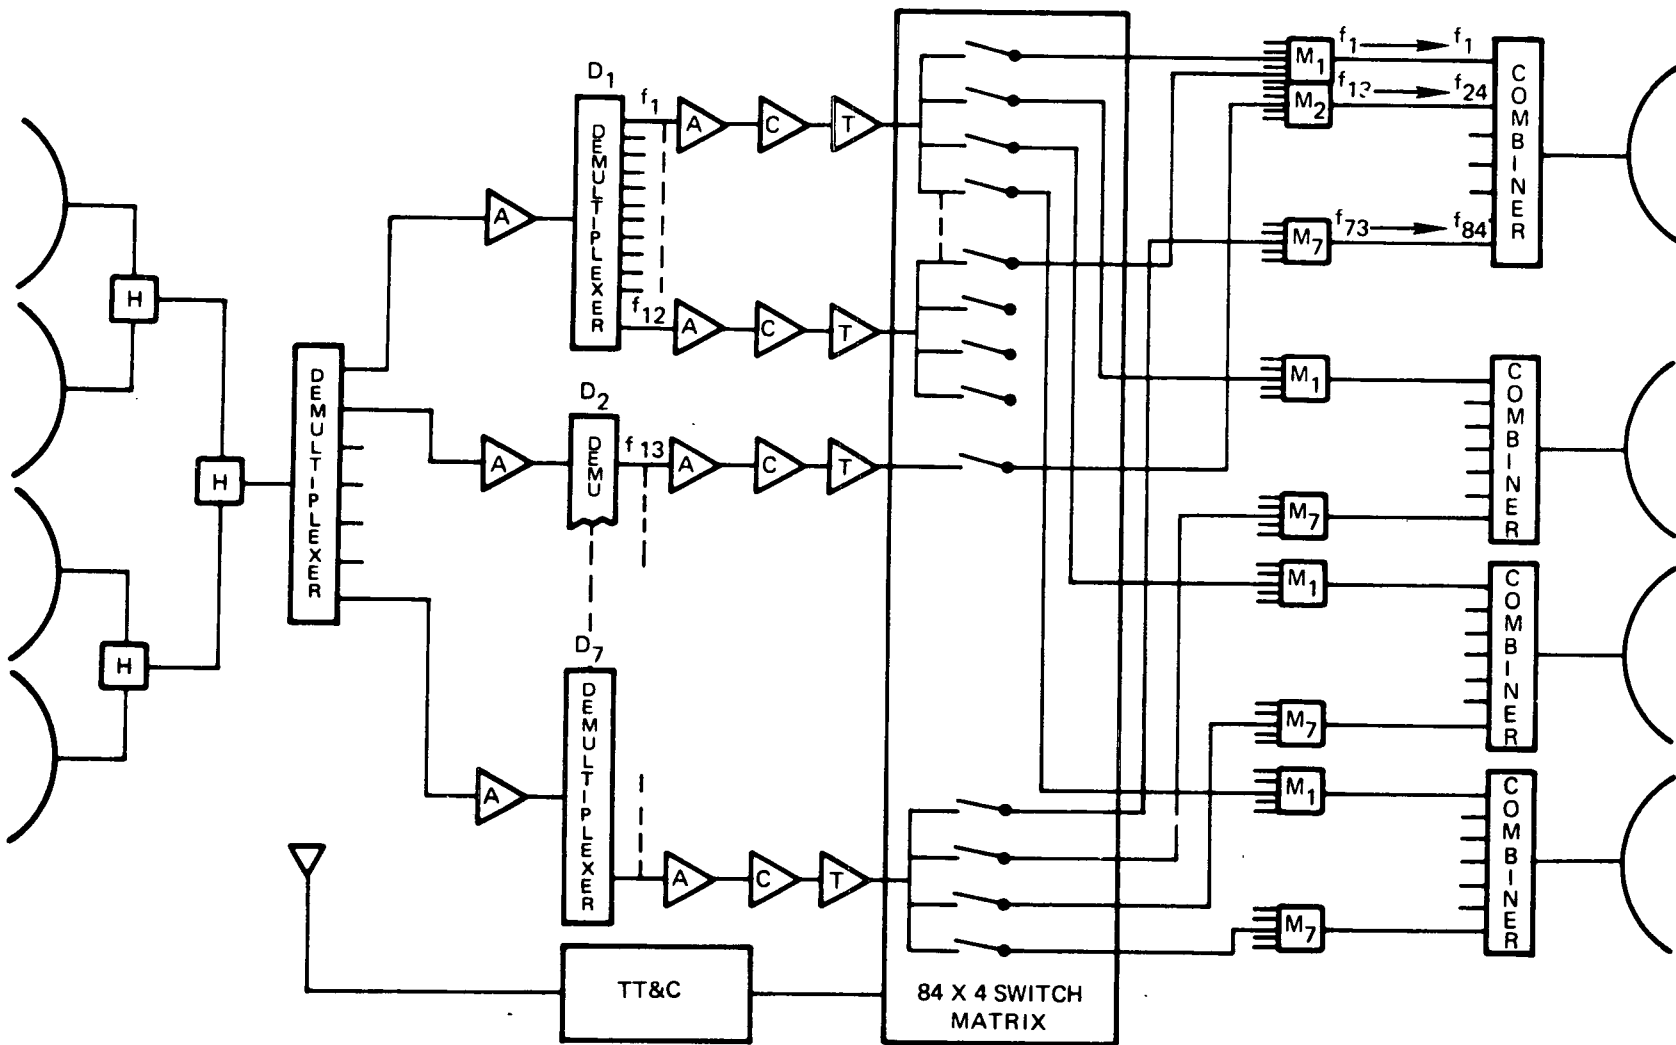 D1
DEMULTIPLEXER
f1
A
C
T
A
f12
A
C
T
H
H
H
DEMULTIPLEXER
D2
DEMU
f13
A
A
C
T
D7
DEMULTIPLEXER
A
A
C
T
TT&C
84 X 4 SWITCH
MATRIX
M1
f1 → f1
M2
f13 → f24
M7
f73 → f84
COMBINER
M1
M7
COMBINER
M1
M7
COMBINER
M1
M7
COMBINER